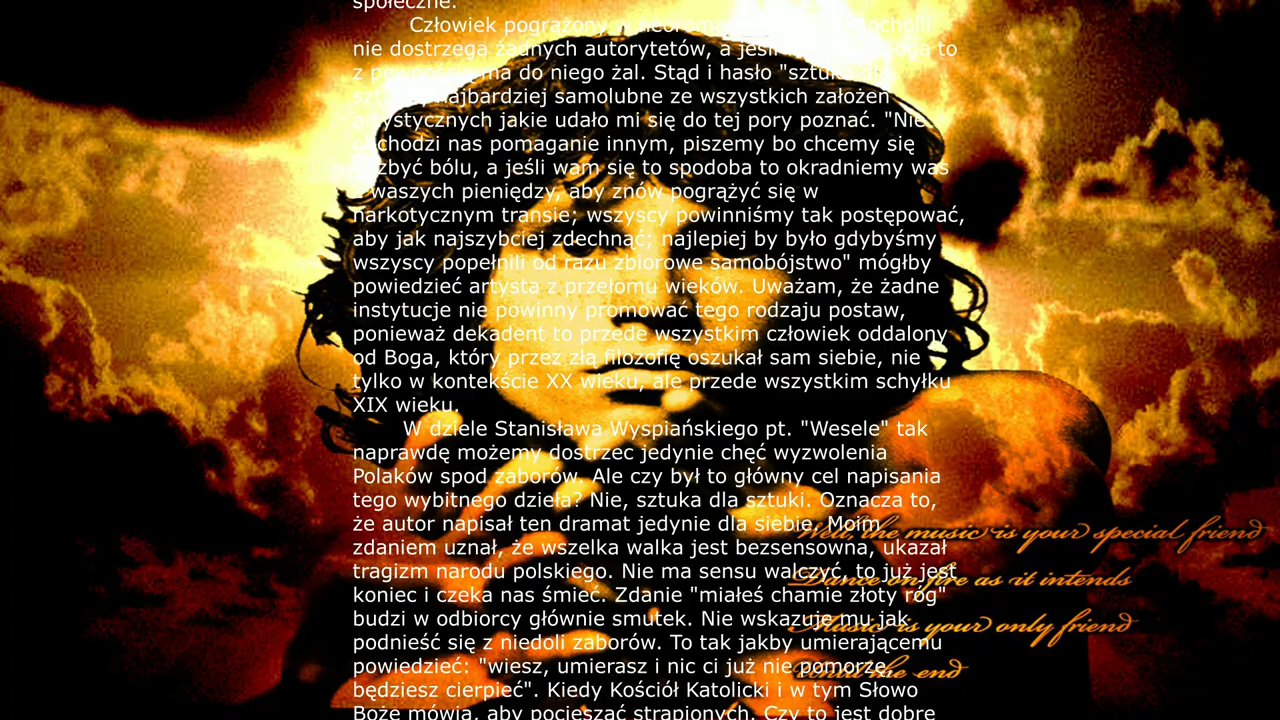 społeczne.
Człowiek pogrążony w
nie dostrzega żadnych autorytetów, a jeśli to
z ma do niego żal. Stąd i hasło "sztuka dla
najbardziej samolubne ze wszystkich założeń
artystycznych jakie udało mi się do tej pory poznać. "Nie
obchodzi nas pomaganie innym, piszemy bo chcemy się
pozbyć bólu, a jeśli wam się to spodoba to okradniemy was
z waszych pieniędzy, aby znów pogrążyć się w
narkotycznym transie; wszyscy powinniśmy tak postępować,
aby jak najszybciej zdechnąć; najlepiej by było gdybyśmy
wszyscy popełnili od razu zbiorowe samobójstwo" mógłby
powiedzieć artysta z przełomu wieków. Uważam, że żadne
instytucje nie powinny promować tego rodzaju postaw,
ponieważ dekadent to przede wszystkim człowiek oddalony
od Boga, który przez złą filozofię oszukał sam siebie, nie
tylko w kontekście XX wieku, ale przede wszystkim schyłku
XIX wieku.
W dziele Stanisława Wyspiańskiego pt. "Wesele" tak
naprawdę możemy dostrzec jedynie chęć wyzwolenia
Polaków spod zaborów. Ale czy był to główny cel napisania
tego wybitnego dzieła? Nie, sztuka dla sztuki. Oznacza to,
że autor napisał ten dramat jedynie dla siebie. Moim
zdaniem uznał, że wszelka walka jest bezsensowna, ukazał
tragizm narodu polskiego. Nie ma sensu walczyć, to już jest
koniec i czeka nas śmieć. Zdanie "miałeś chamie złoty róg"
budzi w odbiorcy głównie smutek. Nie wskazuje mu jak
podnieść się z niedoli zaborów. To tak jakby umierającemu
powiedzieć: "wiesz, umierasz i nic ci już nie pomoże,
będziesz cierpieć". Kiedy Kościół Katolicki i w tym Słowo
Boże mówią, aby pocieszać strapionych. Czy to jest dobre
Well, the music is your special friend
Dance on fire as it intends
Music is your only friend
Until the end